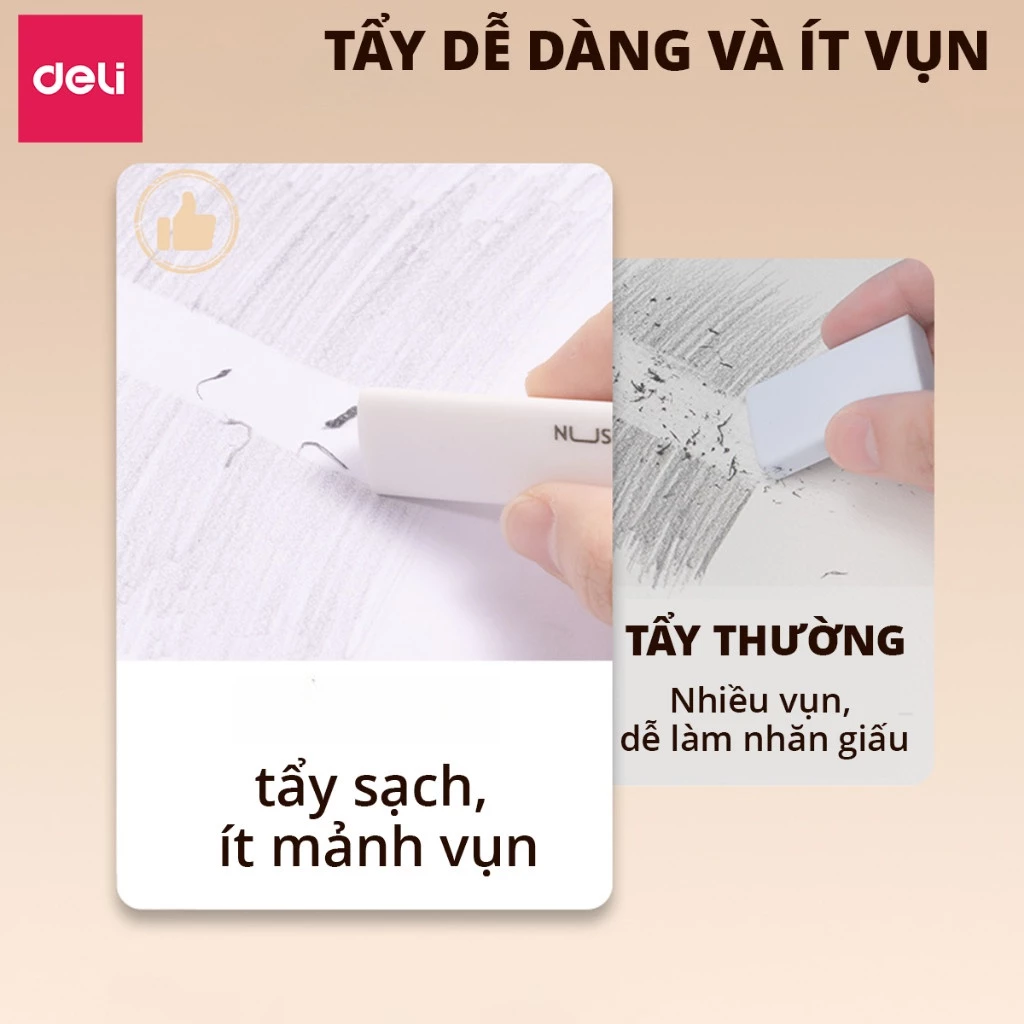 deli
TẨY DỄ DÀNG VÀ ÍT VỤN
NUS
TẨY THƯỜNG
Nhiều vụn,
dễ làm nhăn giấu
tẩy sạch,
ít mảnh vụn